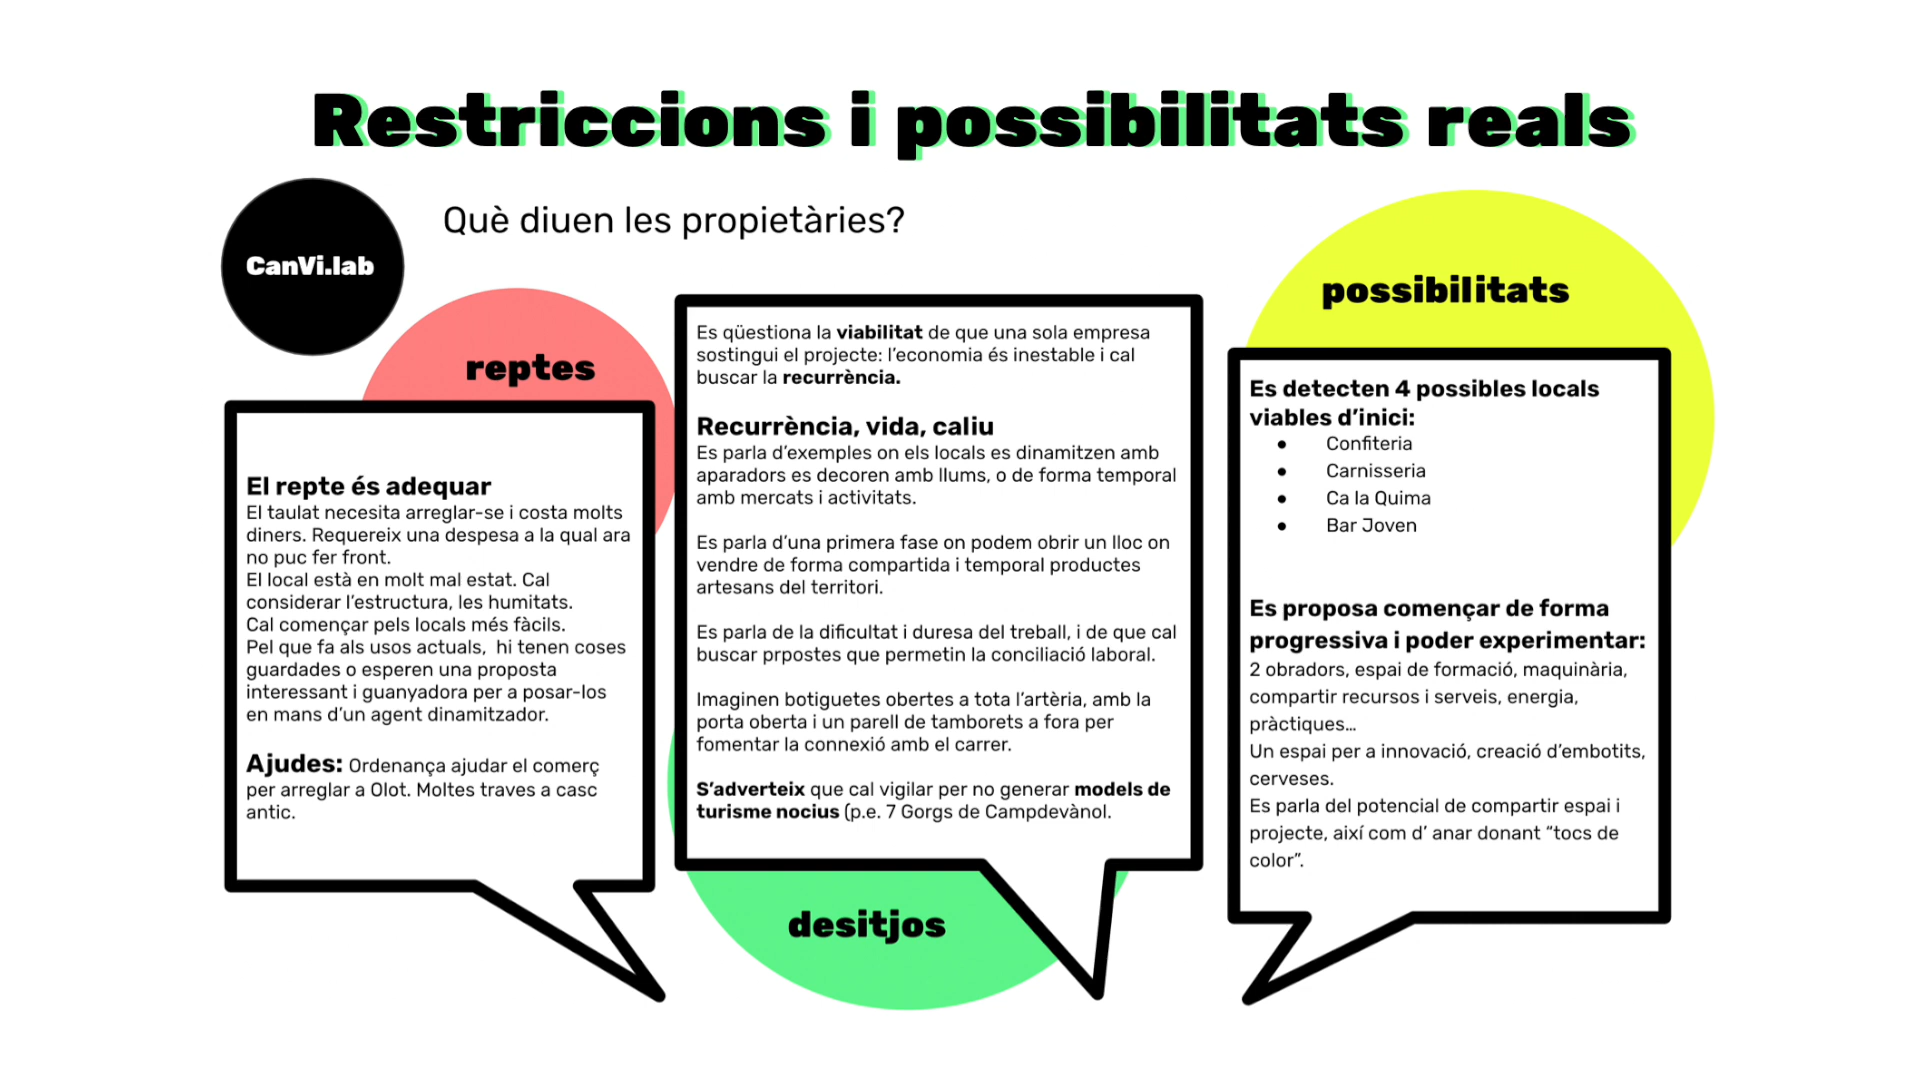 Restriccions i possibilitats reals
CanVi.lab
Què diuen les propietàries?
reptes
El repte és adequar
El taulat necesita arreglar-se i costa molts
diners. Requereix una despesa a la qual ara
no puc fer front.
El local està en molt mal estat. Cal
considerar l'estructura, les humitats.
Cal començar pels locals més fàcils.
Pel que fa als usos actuals,  hi tenen coses
guardades o esperen una proposta
interessant i guanyadora per a posar-los
en mans d'un agent dinamitzador.
Ajudes: Ordenança ajudar el comerç
per arreglar a Olot. Moltes traves a casc
antic.
Es qüestiona la viabilitat de que una sola empresa
sostingui el projecte: l'economia és inestable i cal
buscar la recurrència.
Recurrència, vida, caliu
Es parla d'exemples on els locals es dinamitzen amb
aparadors es decoren amb llums, o de forma temporal
amb mercats i activitats.
Es parla d'una primera fase on podem obrir un lloc on
vendre de forma compartida i temporal productes
artesans del territori.
Es parla de la dificultat i duresa del treball, i de que cal
buscar prpostes que permetin la conciliació laboral.
Imaginen botiguetes obertes a tota l'artèria, amb la
porta oberta i un parell de tamborets a fora per
fomentar la connexió amb el carrer.
S'adverteix que cal vigilar per no generar models de
turisme nocius (p.e. 7 Gorgs de Campdevànol.
desitjos
possibilitats
Es detecten 4 possibles locals
viables d'inici:
● Confiteria
● Carnisseria
● Ca la Quima
● Bar Joven
Es proposa començar de forma
progressiva i poder experimentar:
2 obradors, espai de formació, maquinària,
compartir recursos i serveis, energia,
pràctiques...
Un espai per a innovació, creació d'embotits,
cerveses.
Es parla del potencial de compartir espai i
projecte, així com d' anar donant "tocs de
color".